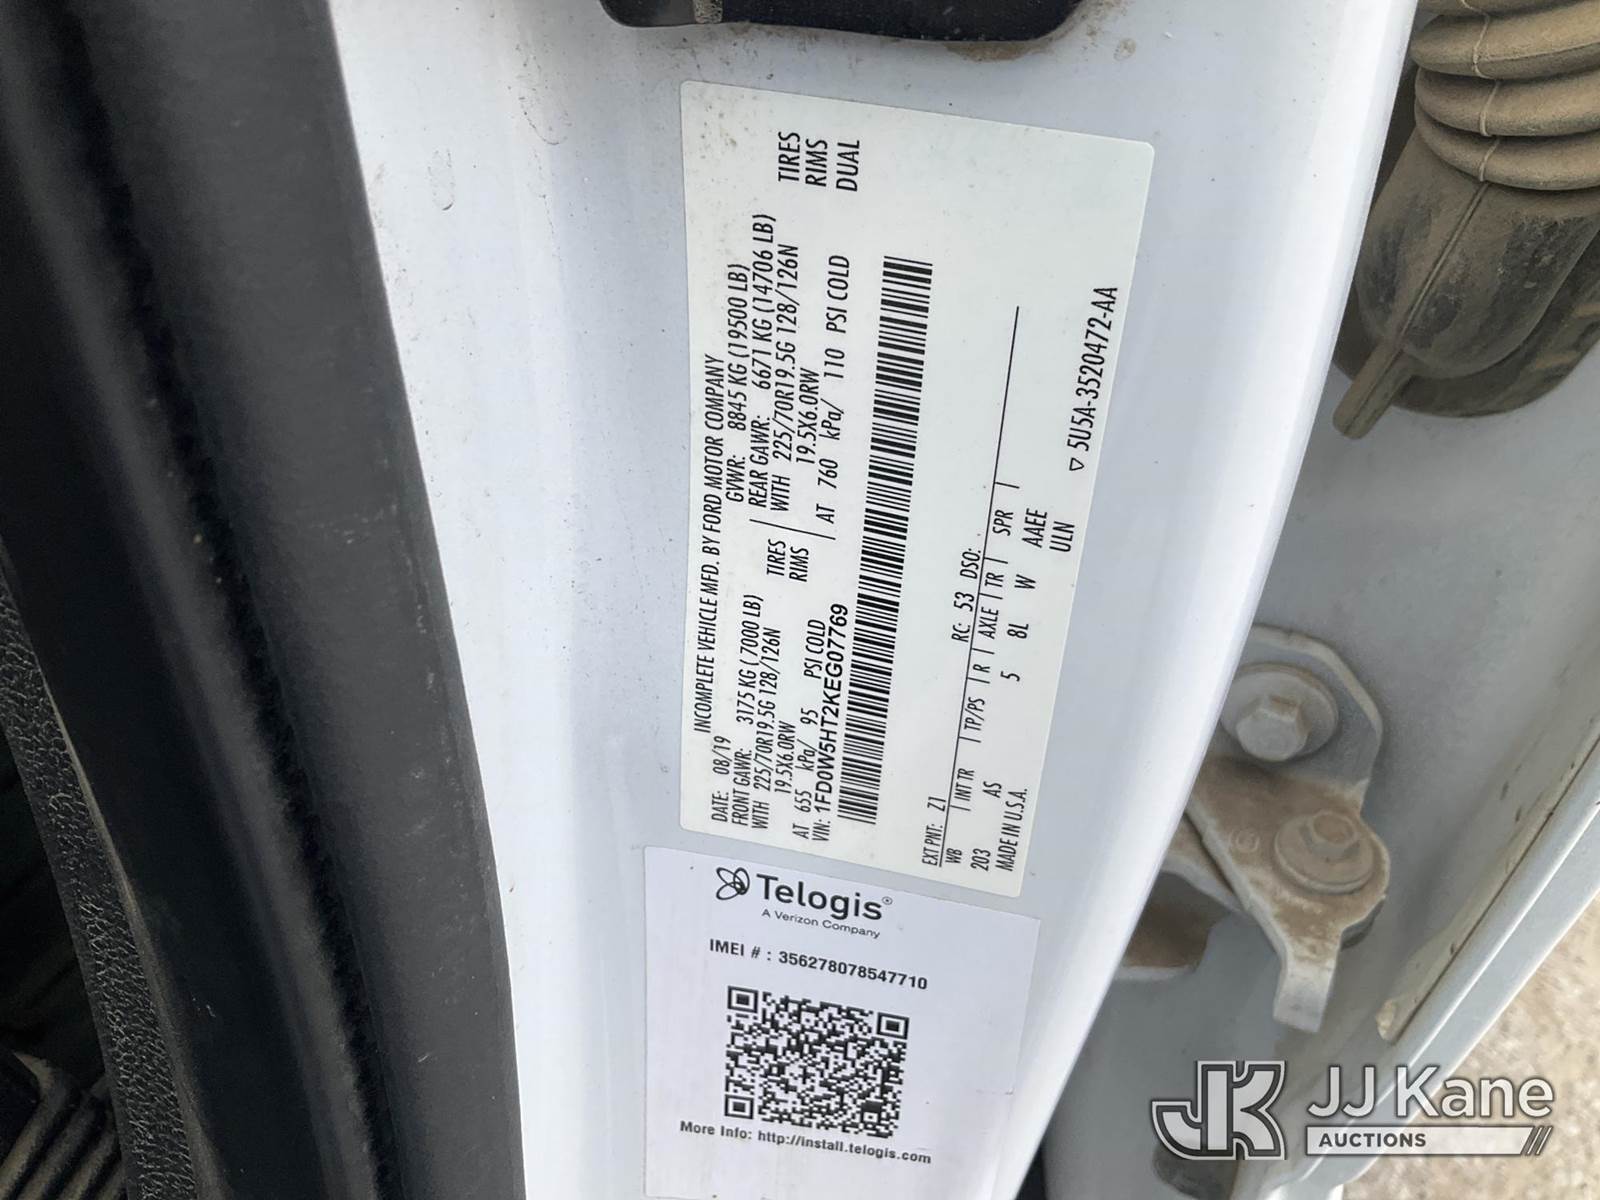 INCOMPLETE VEHICLE MFD. BY FORD MOTOR COMPANY
DATE: 08/19 GVWR: 8845 KG (19500 LB)
FRONT GAWR: 3175 KG (7000 LB) REAR GAWR: 6671 KG (14706 LB)
WITH 225/70R19.5G 128/126N TIRES WITH 225/70R19.5G 128/126N TIRES
19.5X6.0RW RIMS 19.5X6.0RW RIMS
AT 655 kPa/ 95 PSI COLD AT 760 kPa/ 110 PSI COLD DUAL
VIN: 1FD0W5HT2KEG07769
EXT PNT: Z1 RC: 53 DSO:
WB INT TR TP/PS R AXLE TR SPR
203 AS 5 8L W AAEE
MADE IN U.S.A. ULN
▽ 5U5A-3520472-AA
Telogis®
A Verizon Company
IMEI # : 356278078547710
More Info: http://install.telogis.com
JK JJ Kane
AUCTIONS